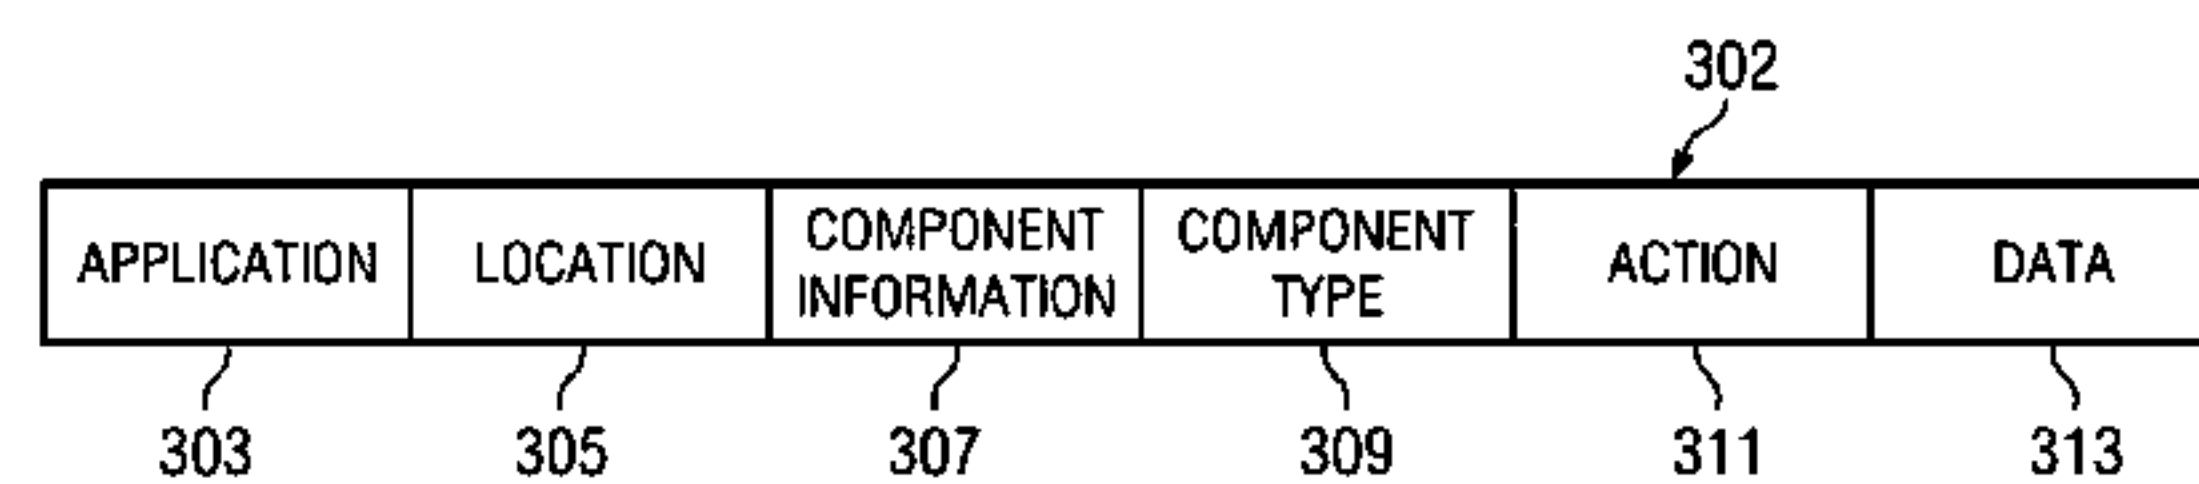 302
APPLICATION
LOCATION
COMPONENT
INFORMATION
COMPONENT
TYPE
ACTION
DATA
303
305
307
309
311
313